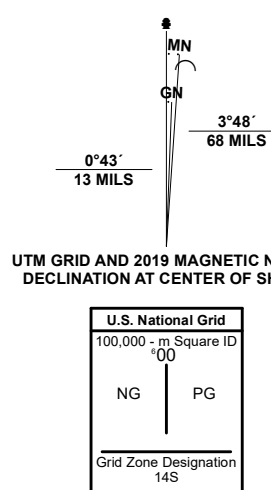 MN
GN
3°48´
68 MILS
0°43´
13 MILS
UTM GRID AND 2019 MAGNETIC N
DECLINATION AT CENTER OF SH
U.S. National Grid
100,000 - m Square ID
⁶00
NG PG
Grid Zone Designation
14S